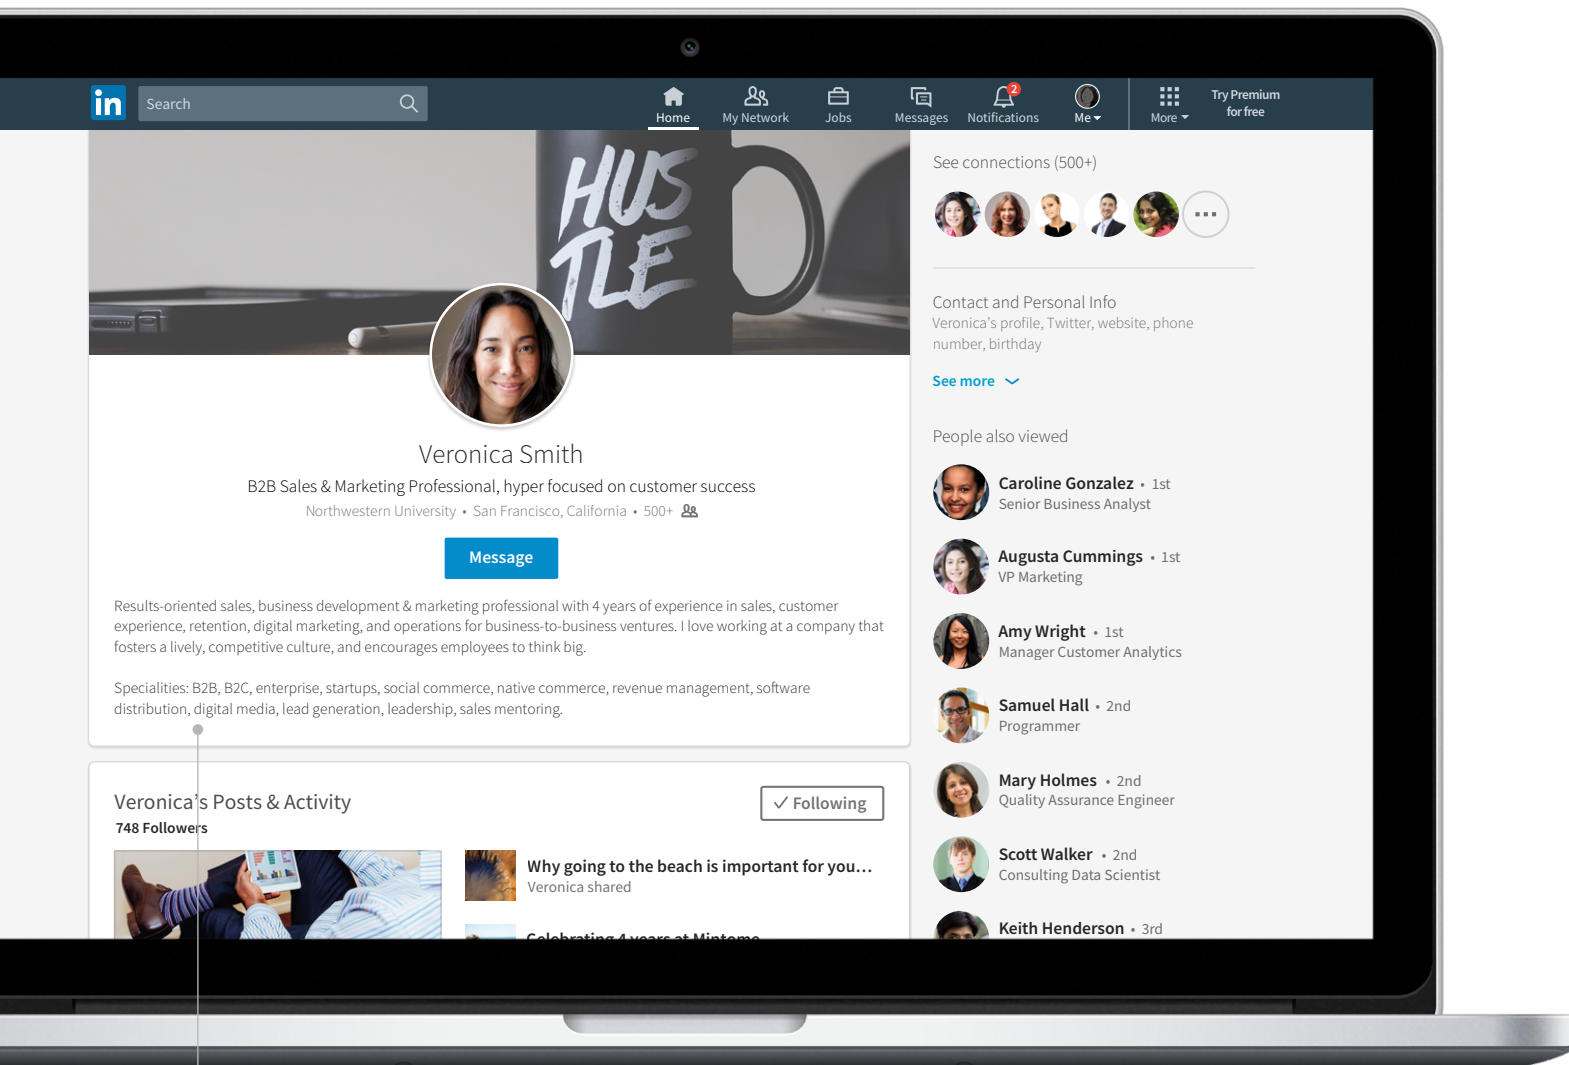 in
Search
Home
My Network
Jobs
Messages
2
Notifications
Me
More
Try Premium
for free
HUS
TLE
Veronica Smith
B2B Sales & Marketing Professional, hyper focused on customer success
Northwestern University • San Francisco, California • 500+
Message
Results-oriented sales, business development & marketing professional with 4 years of experience in sales, customer
experience, retention, digital marketing, and operations for business-to-business ventures. I love working at a company that
fosters a lively, competitive culture, and encourages employees to think big.
Specialities: B2B, B2C, enterprise, startups, social commerce, native commerce, revenue management, software
distribution, digital media, lead generation, leadership, sales mentoring.
Veronica's Posts & Activity
748 Followers
Following
Why going to the beach is important for you...
Veronica shared
Celebrating 4 years at Mintome
See connections (500+)
Contact and Personal Info
Veronica's profile, Twitter, website, phone
number, birthday
See more
People also viewed
Caroline Gonzalez • 1st
Senior Business Analyst
Augusta Cummings • 1st
VP Marketing
Amy Wright • 1st
Manager Customer Analytics
Samuel Hall • 2nd
Programmer
Mary Holmes • 2nd
Quality Assurance Engineer
Scott Walker • 2nd
Consulting Data Scientist
Keith Henderson • 3rd